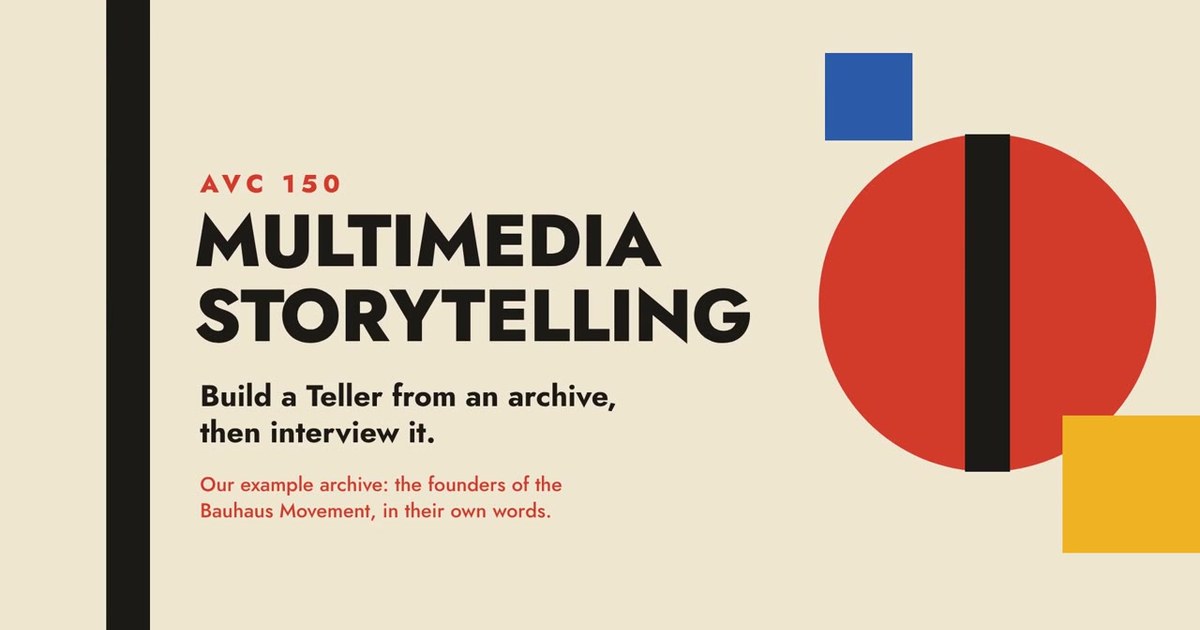 AVC 150
MULTIMEDIA
STORYTELLING
Build a Teller from an archive,
then interview it.
Our example archive: the founders of the
Bauhaus Movement, in their own words.